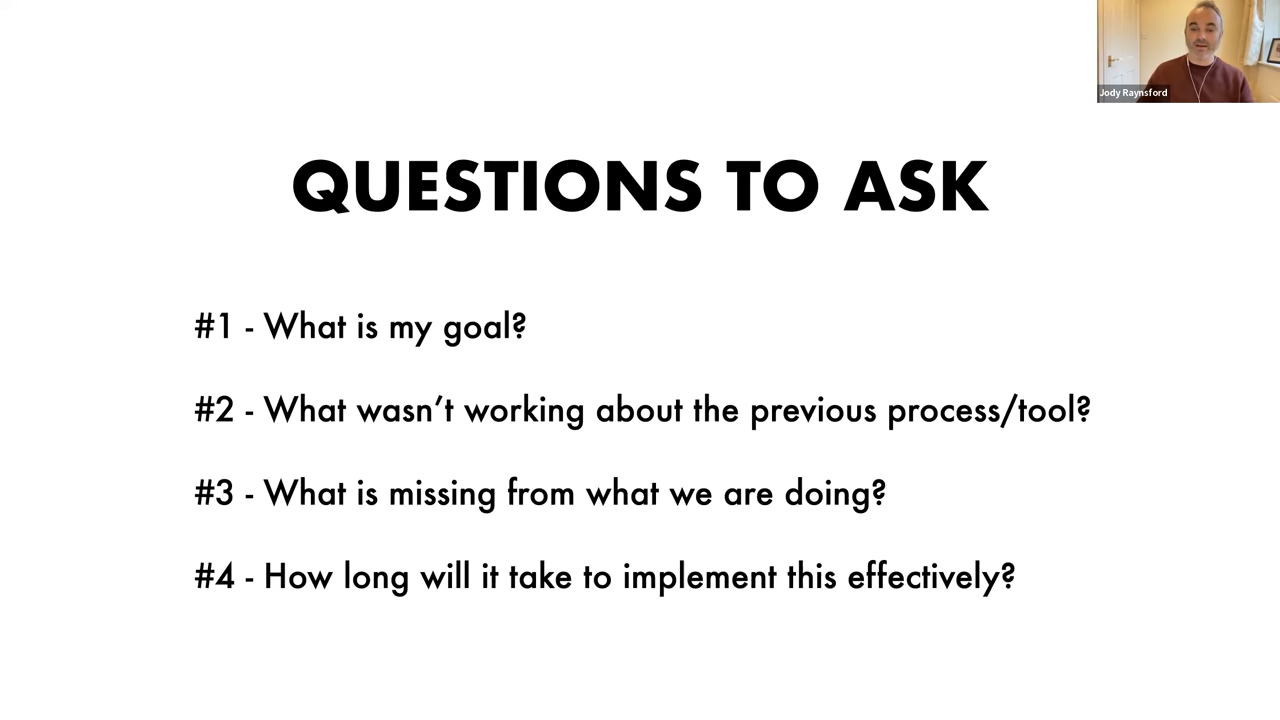 Jody Raynsford
QUESTIONS TO ASK
#1 - What is my goal?
#2 - What wasn’t working about the previous process/tool?
#3 - What is missing from what we are doing?
#4 - How long will it take to implement this effectively?